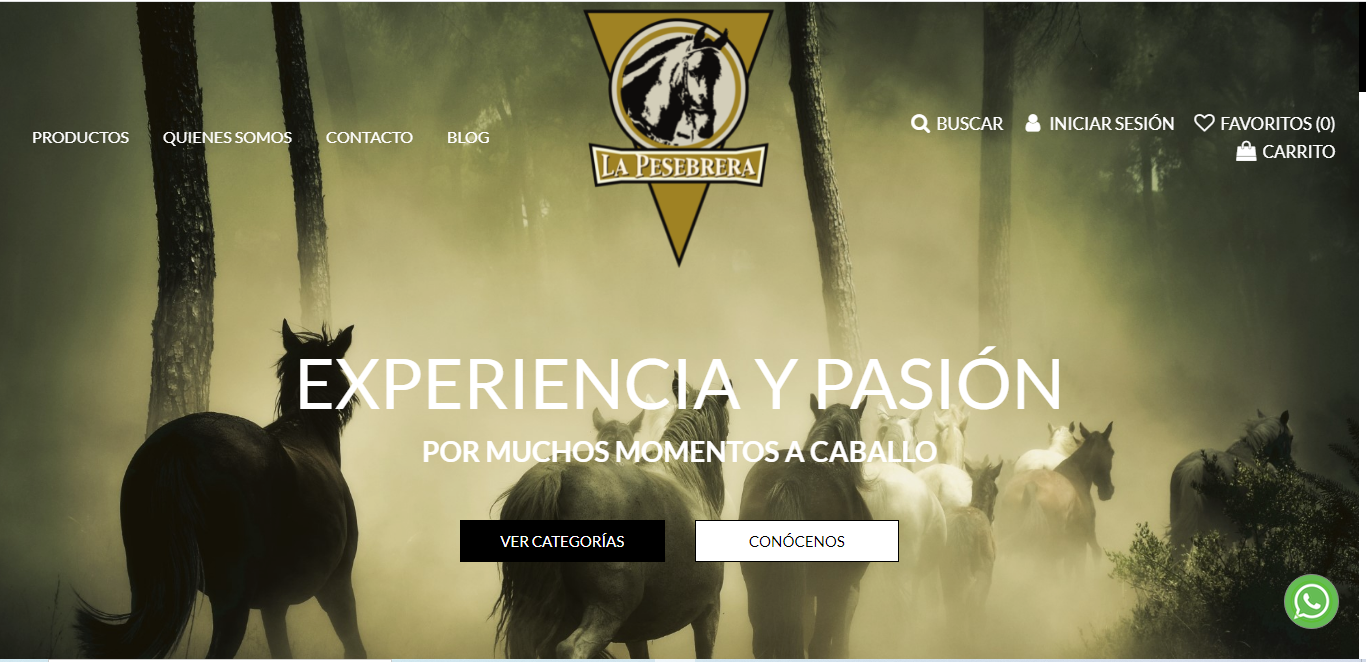 LA PESEBRERA
PRODUCTOS QUIENES SOMOS CONTACTO BLOG
BUSCAR INICIAR SESIÓN FAVORITOS (0)
CARRITO
EXPERIENCIA Y PASIÓN
POR MUCHOS MOMENTOS A CABALLO
VER CATEGORÍAS CONÓCENOS